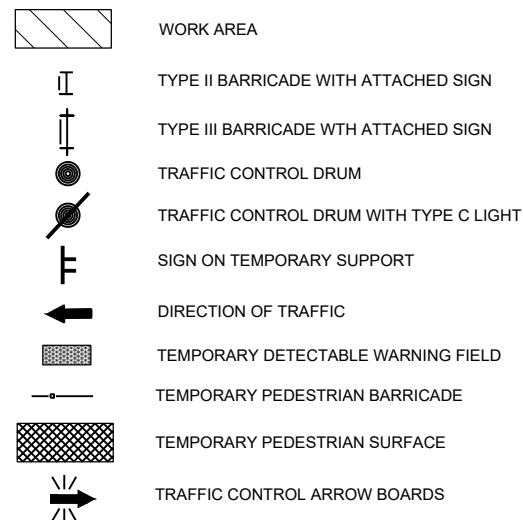 WORK AREA
TYPE II BARRICADE WITH ATTACHED SIGN
TYPE III BARRICADE WTH ATTACHED SIGN
TRAFFIC CONTROL DRUM
TRAFFIC CONTROL DRUM WITH TYPE C LIGHT
SIGN ON TEMPORARY SUPPORT
DIRECTION OF TRAFFIC
TEMPORARY DETECTABLE WARNING FIELD
TEMPORARY PEDESTRIAN BARRICADE
TEMPORARY PEDESTRIAN SURFACE
TRAFFIC CONTROL ARROW BOARDS